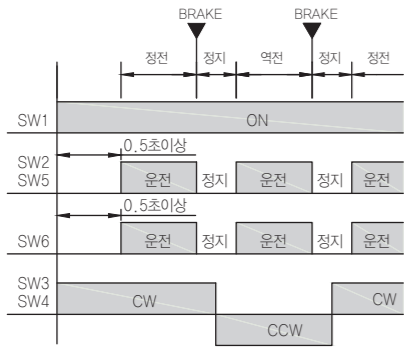 BRAKE BRAKE
정전 정지 역전 정지 정전
SW1 ON
0.5초이상
SW2
SW5
운전 정지 운전 정지 운전
0.5초이상
SW6 운전 정지 운전 정지 운전
SW3
SW4
CW CW
CCW